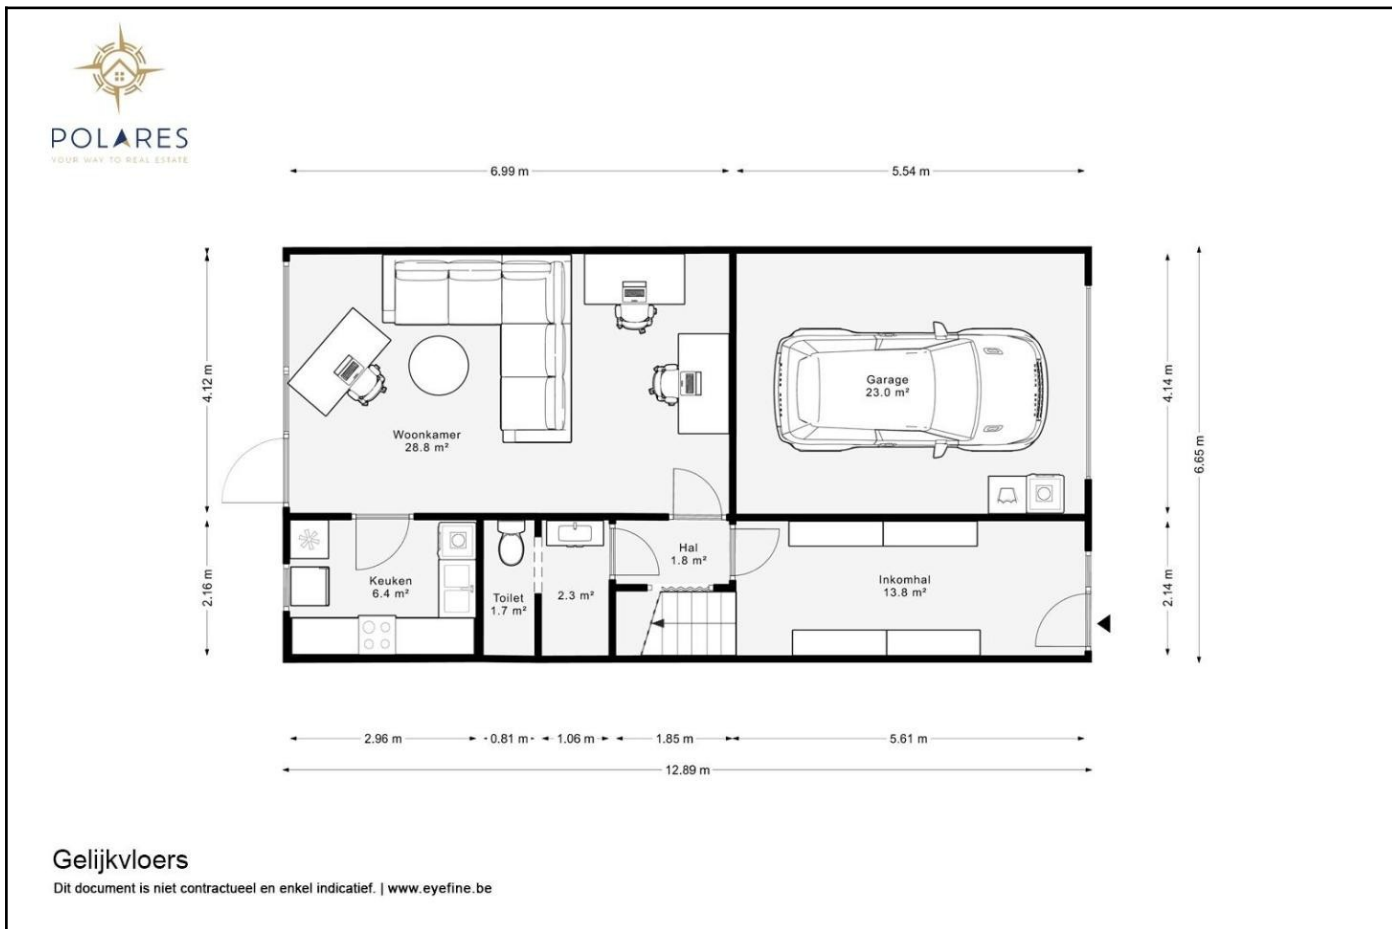 POLARES
YOUR WAY TO REAL ESTATE
6.99 m
5.54 m
4.12 m
4.14 m
6.65 m
Garage
23.0 m²
Woonkamer
28.8 m²
2.16 m
2.14 m
Keuken
6.4 m²
Toilet
1.7 m²
2.3 m²
Hal
1.8 m²
Inkomhal
13.8 m²
2.96 m
0.81 m
1.06 m
1.85 m
5.61 m
12.89 m
Gelijkvloers
Dit document is niet contractueel en enkel indicatief. | www.eyefine.be